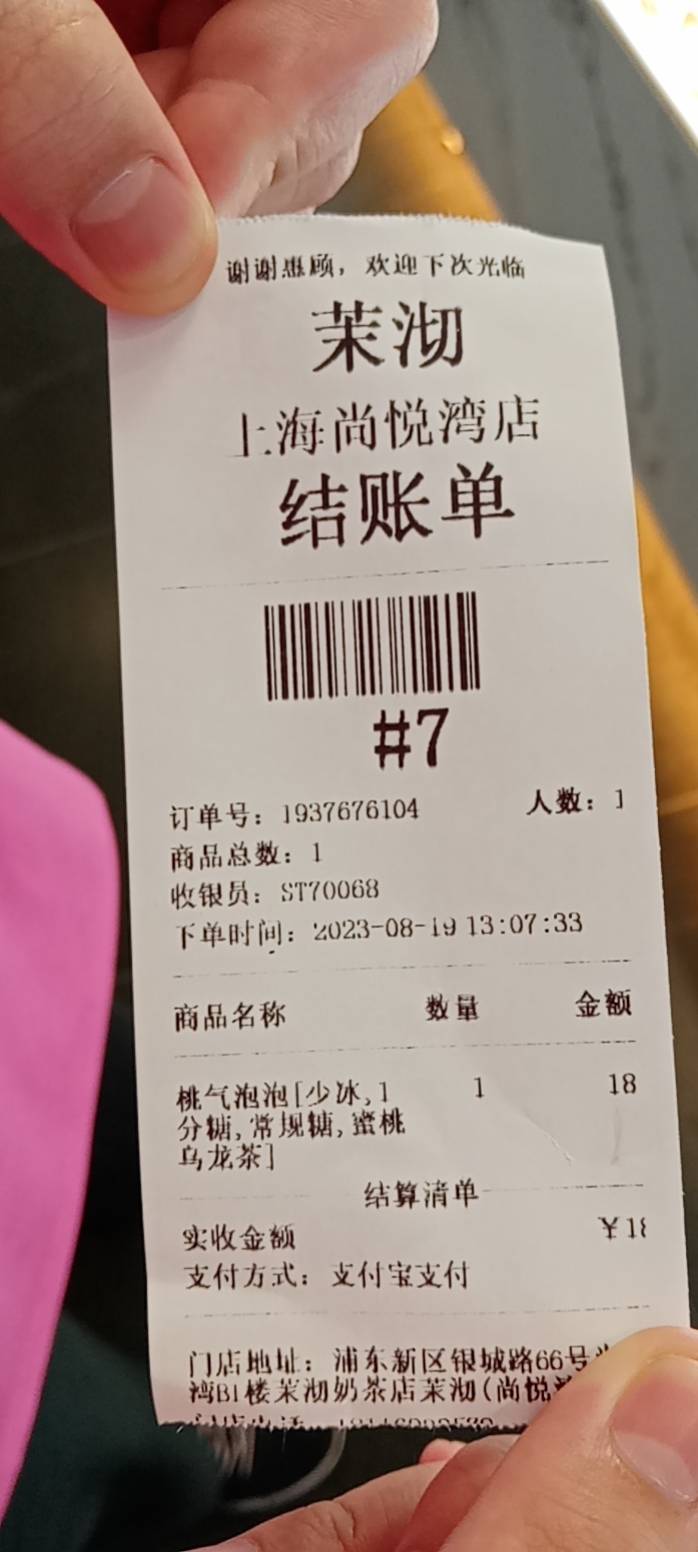 谢谢惠顾，欢迎下次光临
茉沏
上海尚悦湾店
结账单
#7
订单号：1937676104 人数：1
商品总数：1
收银员：ST70068
下单时间：2023-08-19 13:07:33
商品名称 数量 金额
桃气泡泡[少冰,1 1 18
分糖,常规糖,蜜桃
乌龙茶]
结算清单
实收金额 ￥18
支付方式：支付宝支付
门店地址：浦东新区银城路66号
湾B1楼茉沏奶茶店茉沏(尚悦